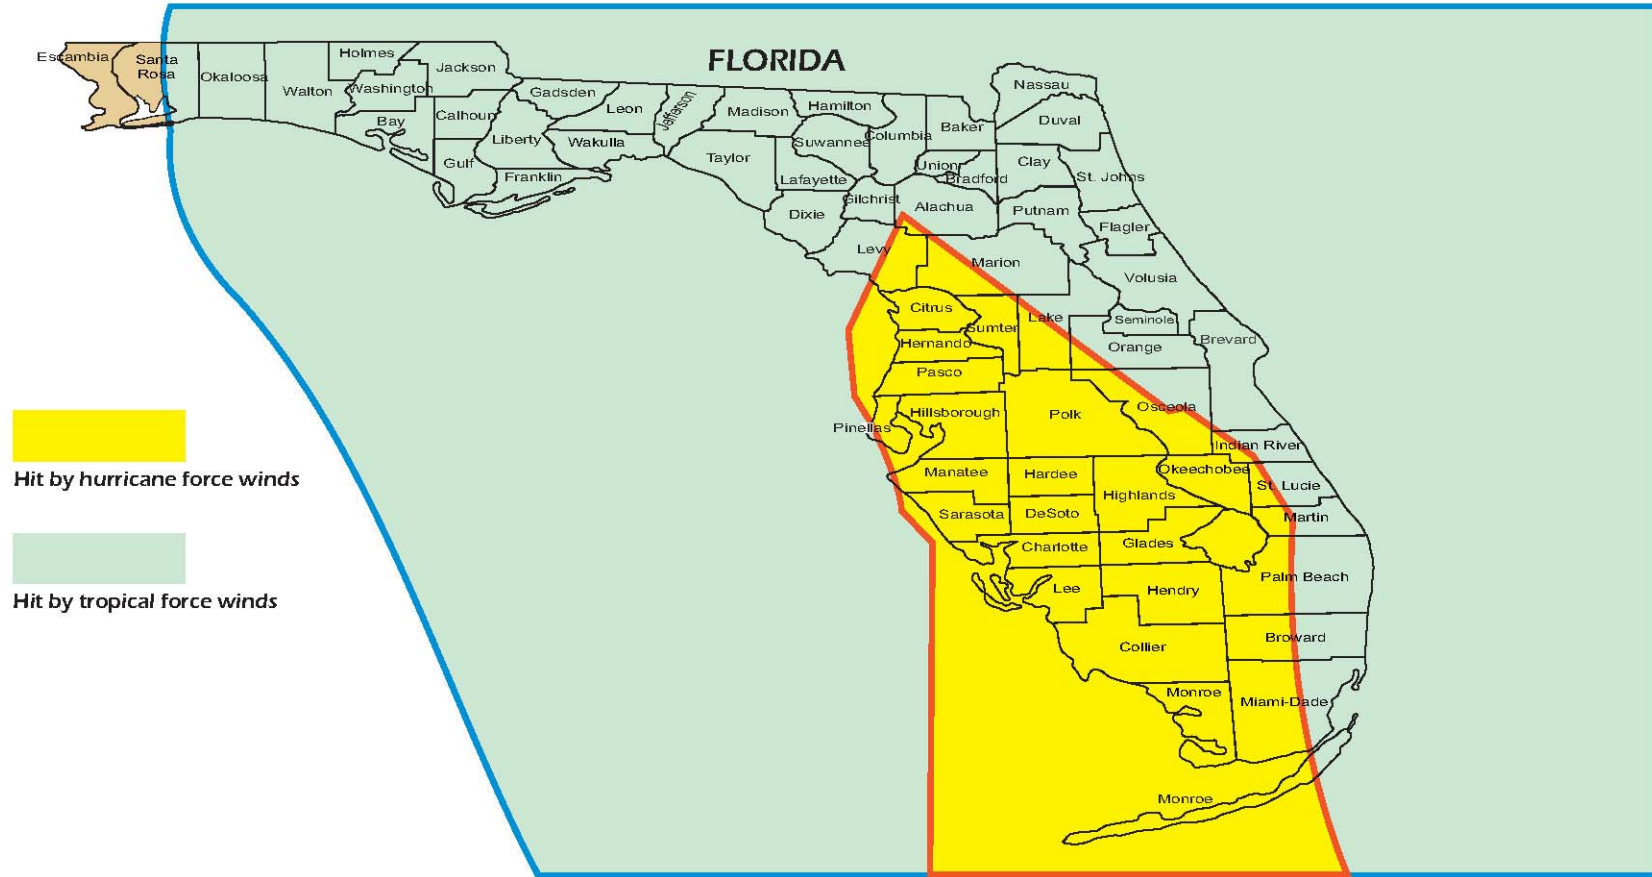 FLORIDA
Escambia
Santa
Rosa
Okaloosa
Walton
Holmes
Washington
Jackson
Bay
Calhoun
Gulf
Gadsden
Liberty
Franklin
Leon
Wakulla
Jefferson
Madison
Taylor
Hamilton
Suwannee
Lafayette
Dixie
Columbia
Gilchrist
Baker
Union
Bradford
Alachua
Levy
Nassau
Duval
Clay
St. Johns
Putnam
Flagler
Marion
Volusia
Citrus
Sumter
Lake
Seminole
Orange
Brevard
Hernando
Pasco
Pinellas
Hillsborough
Polk
Osceola
Indian River
Manatee
Hardee
Highlands
Okeechobee
St. Lucie
Sarasota
DeSoto
Martin
Charlotte
Glades
Lee
Hendry
Palm Beach
Collier
Broward
Monroe
Miami-Dade
Monroe
Hit by hurricane force winds
Hit by tropical force winds